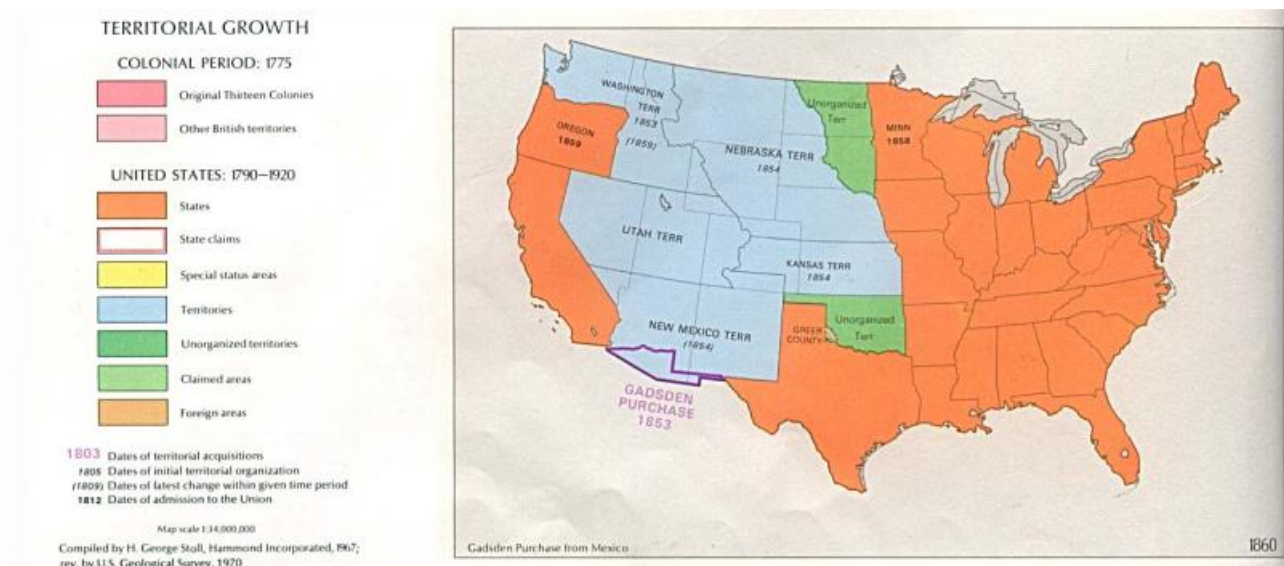 TERRITORIAL GROWTH
COLONIAL PERIOD: 1775
Original Thirteen Colonies
Other British territories
UNITED STATES: 1790–1920
States
State claims
Special status areas
Territories
Unorganized territories
Claimed areas
Foreign areas
1803 Dates of territorial acquisitions
1805 Dates of initial territorial organization
(1809) Dates of latest change within given time period
1812 Dates of admission to the Union
Map scale 1:34,000,000
Compiled by H. George Stoll, Hammond Incorporated, 1967;
rev. by U.S. Geological Survey, 1970
WASHINGTON
TERR
1853
(1859)
OREGON
1859
NEBRASKA TERR
1854
Unorganized
Terr
MINN
1858
UTAH TERR
KANSAS TERR
1854
NEW MEXICO TERR
(1854)
GREER
COUNTY
Unorganized
Terr
GADSDEN
PURCHASE
1853
Gadsden Purchase from Mexico
1860